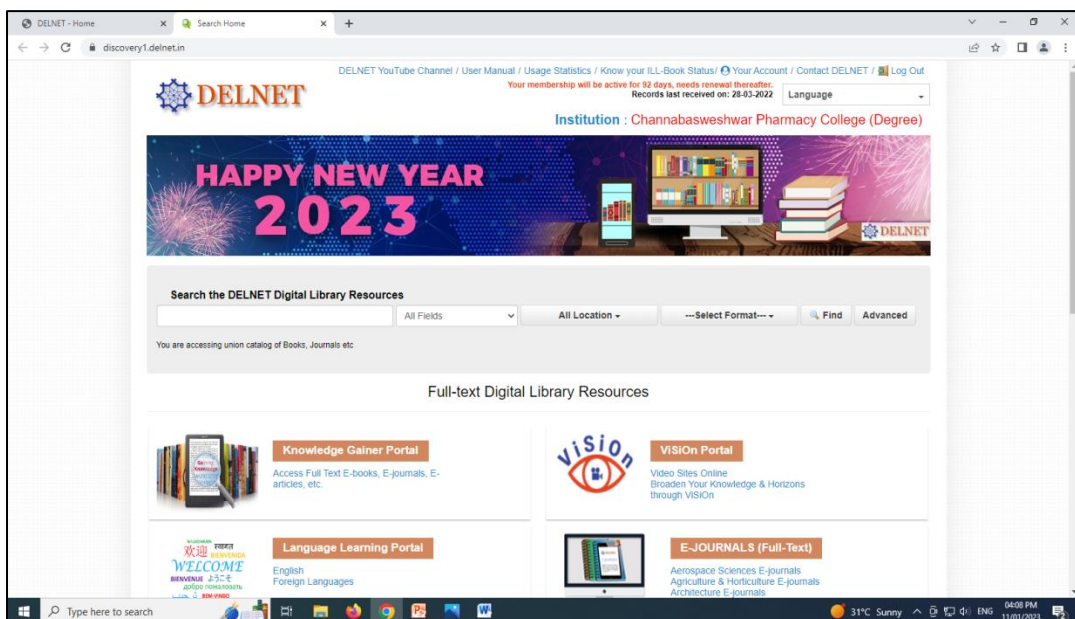 DELNET - Home
Search Home
discovery1.delnet.in
DELNET YouTube Channel / User Manual / Usage Statistics / Know your ILL-Book Status/ Your Account / Contact DELNET / Log Out
Your membership will be active for 92 days, needs renewal thereafter.
Records last received on: 28-03-2022
Language
DELNET
Institution : Channabasweshwar Pharmacy College (Degree)
HAPPY NEW YEAR
2023
DELNET
Search the DELNET Digital Library Resources
All Fields
All Location
---Select Format---
Find
Advanced
You are accessing union catalog of Books, Journals etc
Full-text Digital Library Resources
Knowledge Gainer Portal
Access Full Text E-books, E-journals, E-
articles, etc.
ViSiOn
ViSiOn Portal
Video Sites Online
Broaden Your Knowledge & Horizons
through ViSiOn
欢迎 स्वागत
BIENVENIDA
WELCOME
BIENVENUE ようこそ
добро пожаловать
BEM-VINDO
Language Learning Portal
English
Foreign Languages
E-JOURNALS (Full-Text)
Aerospace Sciences E-journals
Agriculture & Horticulture E-journals
Architecture E-journals
Type here to search
31°C Sunny
ENG
04:08 PM
11/01/2023